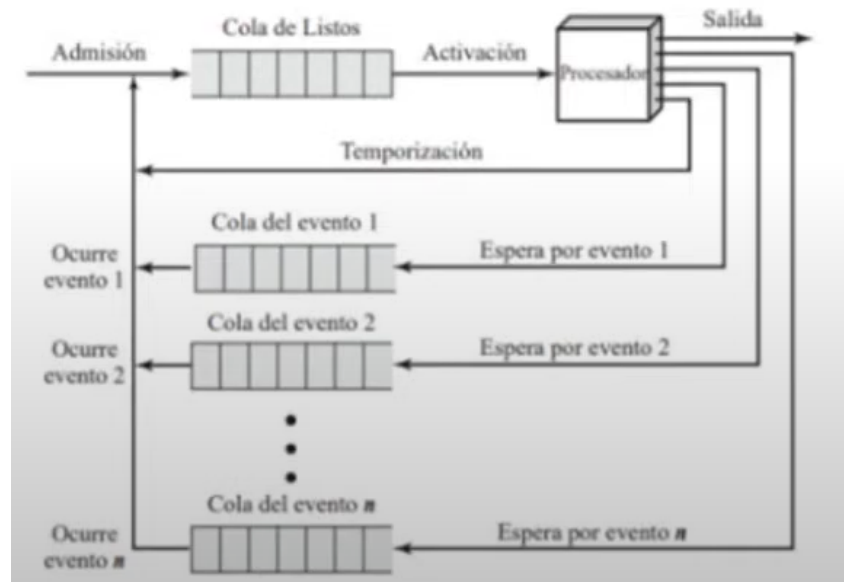 Cola de Listos
Salida
Admisión
Activación
Procesador
Temporización
Cola del evento 1
Ocurre
evento 1
Espera por evento 1
Cola del evento 2
Ocurre
evento 2
Espera por evento 2
Cola del evento n
Ocurre
evento n
Espera por evento n